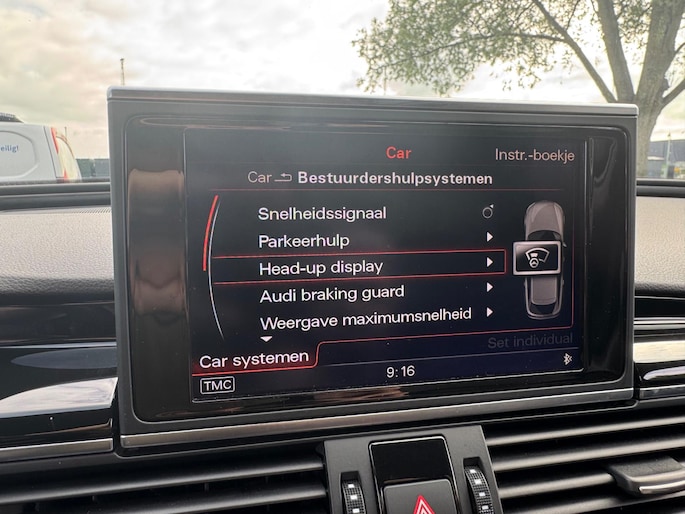 eilig!
Car
Instr.-boekje
Car Bestuurdershulpsystemen
Snelheidssignaal
Parkeerhulp
Head-up display
Audi braking guard
Weergave maximumsnelheid
Set individual
Car systemen
TMC
9:16